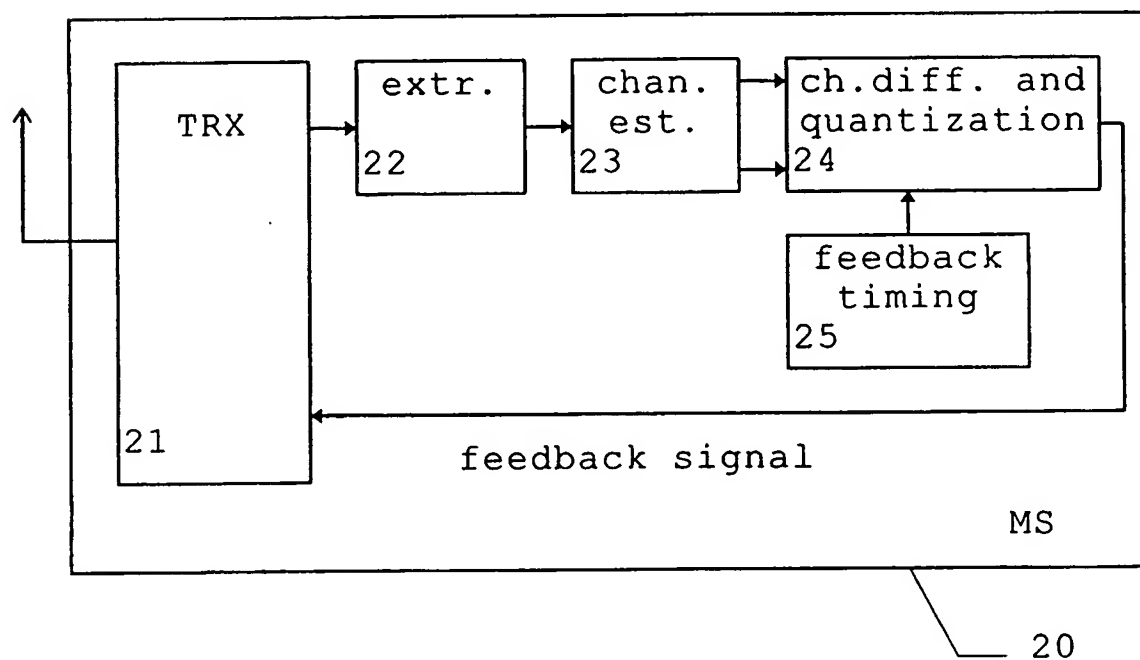 TRX
21
extr.
22
chan.
est.
23
ch.diff. and
quantization
24
feedback
timing
25
feedback signal
MS
20